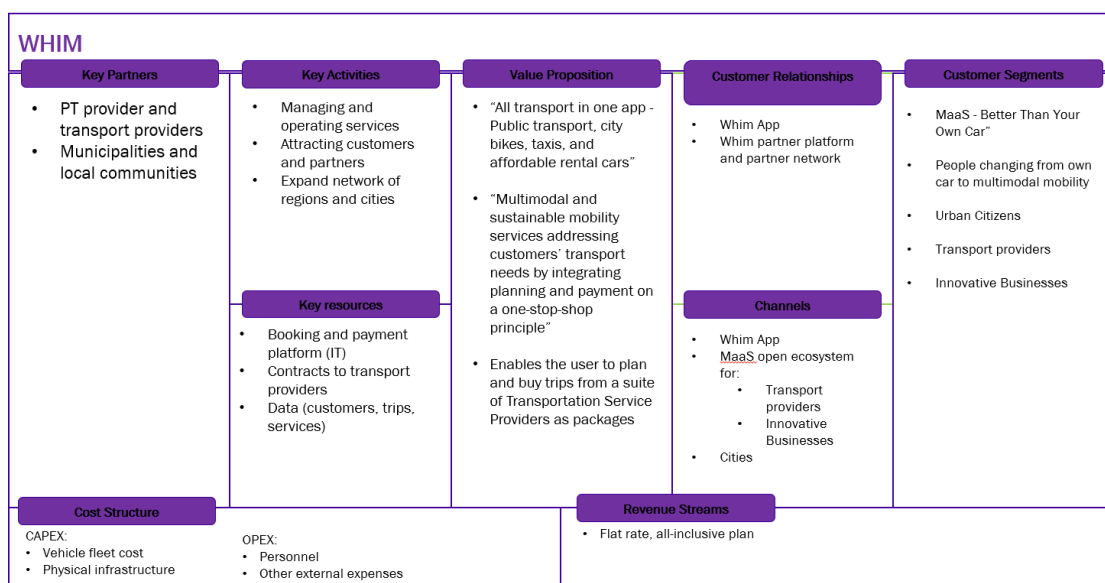 WHIM
Key Partners
• PT provider and
transport providers
• Municipalities and
local communities
Key Activities
• Managing and
operating services
• Attracting customers
and partners
• Expand network of
regions and cities
Key resources
• Booking and payment
platform (IT)
• Contracts to transport
providers
• Data (customers, trips,
services)
Value Proposition
• “All transport in one app -
Public transport, city
bikes, taxis, and
affordable rental cars”
• “Multimodal and
sustainable mobility
services addressing
customers’ transport
needs by integrating
planning and payment on
a one-stop-shop
principle”
• Enables the user to plan
and buy trips from a suite
of Transportation Service
Providers as packages
Customer Relationships
• Whim App
• Whim partner platform
and partner network
Channels
• Whim App
• MaaS open ecosystem
for:
• Transport
providers
• Innovative
Businesses
• Cities
Customer Segments
• MaaS - Better Than Your
Own Car”
• People changing from own
car to multimodal mobility
• Urban Citizens
• Transport providers
• Innovative Businesses
Cost Structure
CAPEX:
• Vehicle fleet cost
• Physical infrastructure
OPEX:
• Personnel
• Other external expenses
Revenue Streams
• Flat rate, all-inclusive plan